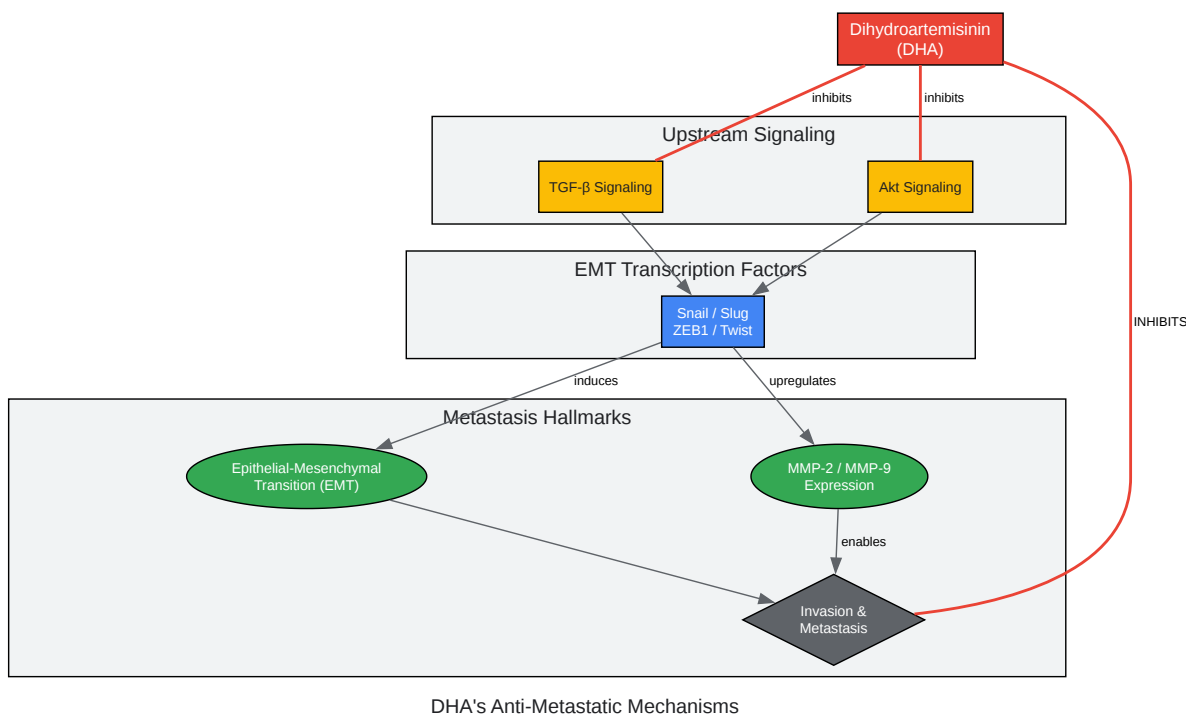 Dihydroartemisinin
(DHA)
inhibits
inhibits
Upstream Signaling
TGF-β Signaling
Akt Signaling
EMT Transcription Factors
Snail / Slug
ZEB1 / Twist
INHIBITS
induces
upregulates
Metastasis Hallmarks
Epithelial-Mesenchymal
Transition (EMT)
MMP-2 / MMP-9
Expression
enables
Invasion &
Metastasis
DHA's Anti-Metastatic Mechanisms